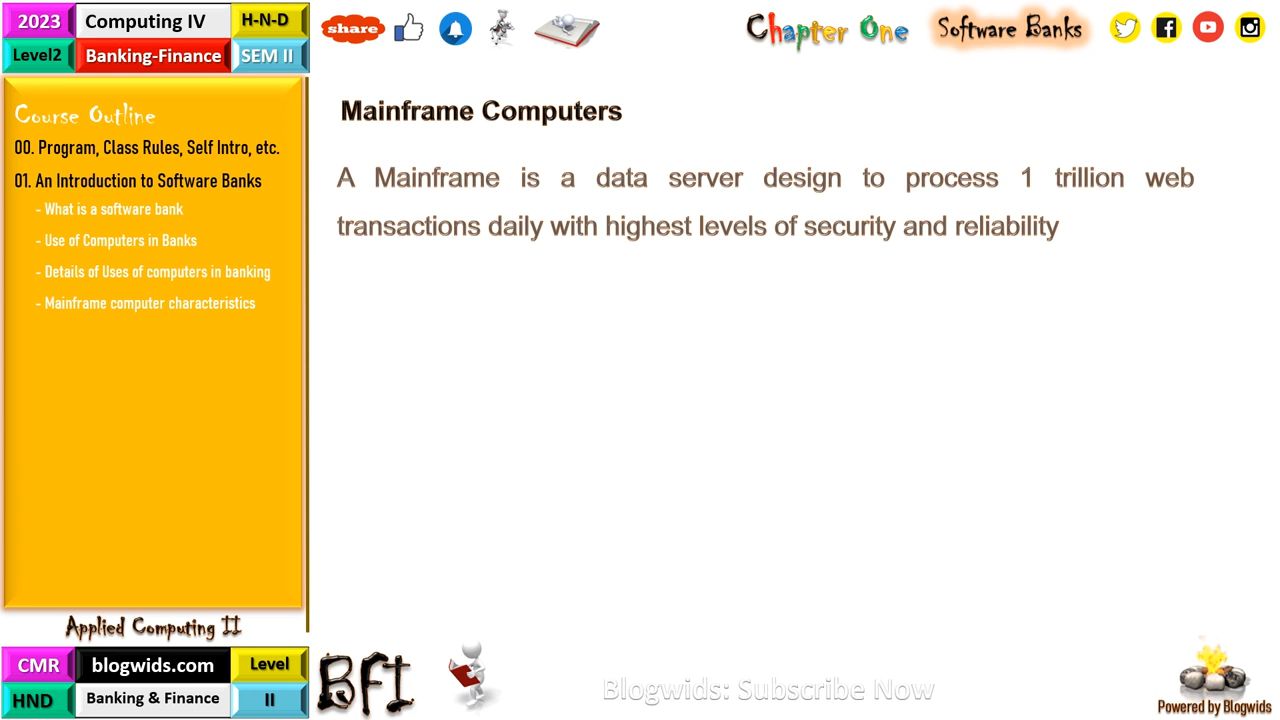 2023 Computing IV H-N-D
Level2 Banking-Finance SEM II
share
Chapter One Software Banks
Course Outline
00. Program, Class Rules, Self Intro, etc.
01. An Introduction to Software Banks
- What is a software bank
- Use of Computers in Banks
- Details of Uses of computers in banking
- Mainframe computer characteristics
Mainframe Computers
A Mainframe is a data server design to process 1 trillion web
transactions daily with highest levels of security and reliability
Applied Computing II
CMR blogwids.com Level
HND Banking & Finance II
BFI
Blogwids: Subscribe Now
Powered by Blogwids